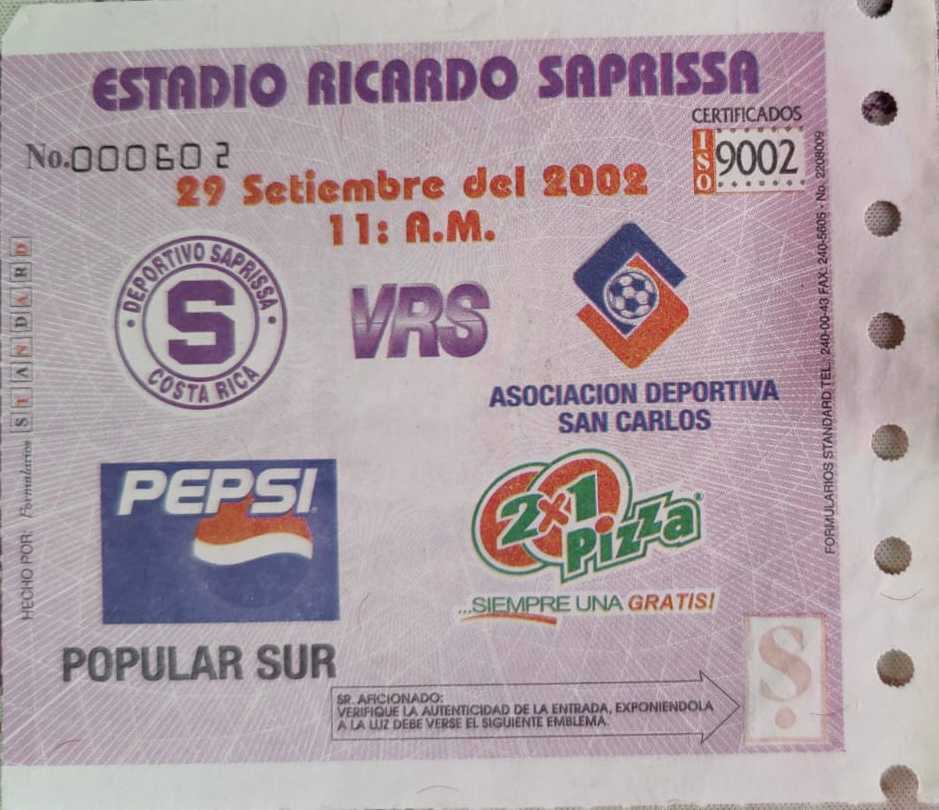 ESTADIO RICARDO SAPRISSA
CERTIFICADOS
ISO 9002
No.000602
29 Setiembre del 2002
11: A.M.
DEPORTIVO SAPRISSA
S
COSTA RICA
VRS
ASOCIACION DEPORTIVA
SAN CARLOS
PEPSI
2x1
Pizza
...SIEMPRE UNA GRATIS!
POPULAR SUR
SR. AFICIONADO:
VERIFIQUE LA AUTENTICIDAD DE LA ENTRADA, EXPONIENDOLA
A LA LUZ DEBE VERSE EL SIGUIENTE EMBLEMA.
S
HECHO POR: Formularios STANDARD
FORMULARIOS STANDARD TEL. 240-00-43 FAX: 240-5605 - No. 2208009